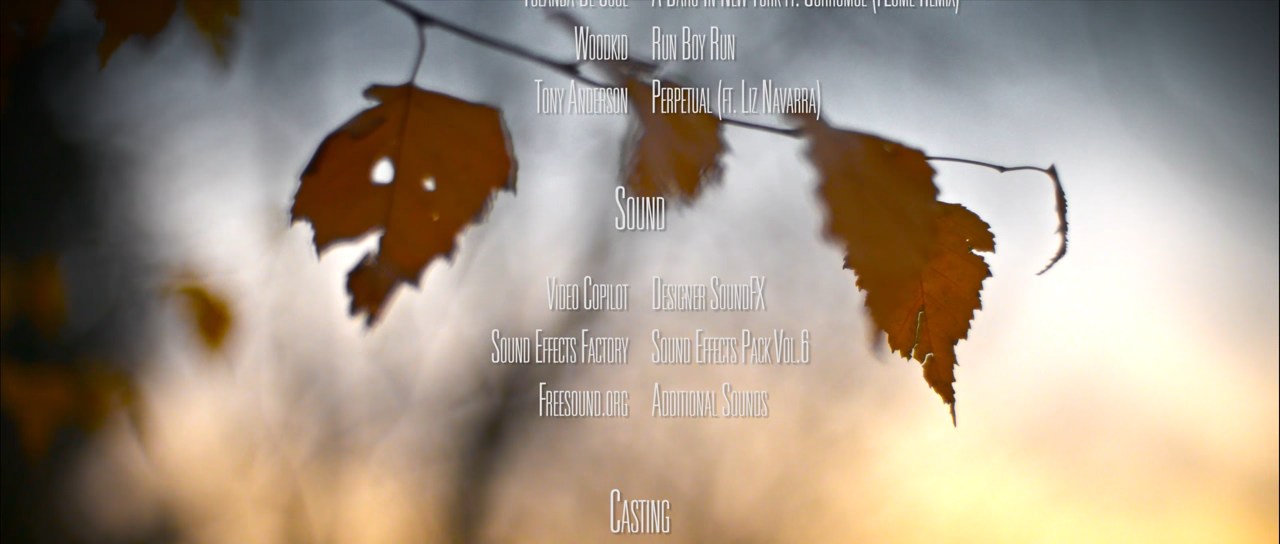 Woodkid Run Boy Run
Tony Anderson Perpetual (ft. Liz Navarra)
Sound
Video Copilot Designer SoundFX
Sound Effects Factory Sound Effects Pack Vol.6
Freesound.org Additional Sounds
Casting